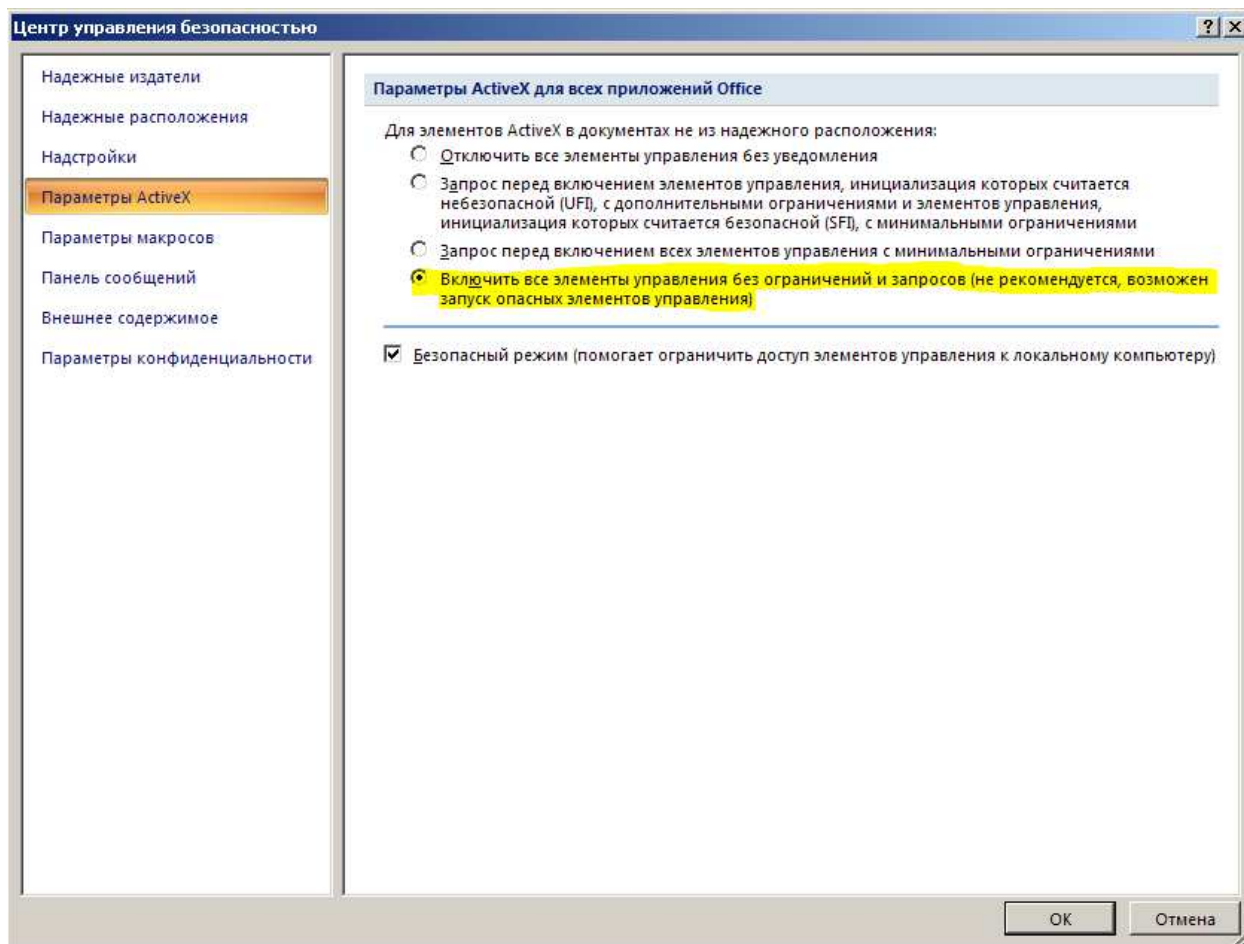 Центр управления безопасностью
Надежные издатели
Надежные расположения
Надстройки
Параметры ActiveX
Параметры макросов
Панель сообщений
Внешнее содержимое
Параметры конфиденциальности
Параметры ActiveX для всех приложений Office
Для элементов ActiveX в документах не из надежного расположения:
Отключить все элементы управления без уведомления
Запрос перед включением элементов управления, инициализация которых считается
небезопасной (UFI), с дополнительными ограничениями и элементов управления,
инициализация которых считается безопасной (SFI), с минимальными ограничениями
Запрос перед включением всех элементов управления с минимальными ограничениями
Включить все элементы управления без ограничений и запросов (не рекомендуется, возможен
запуск опасных элементов управления)
Безопасный режим (помогает ограничить доступ элементов управления к локальному компьютеру)
ОК
Отмена